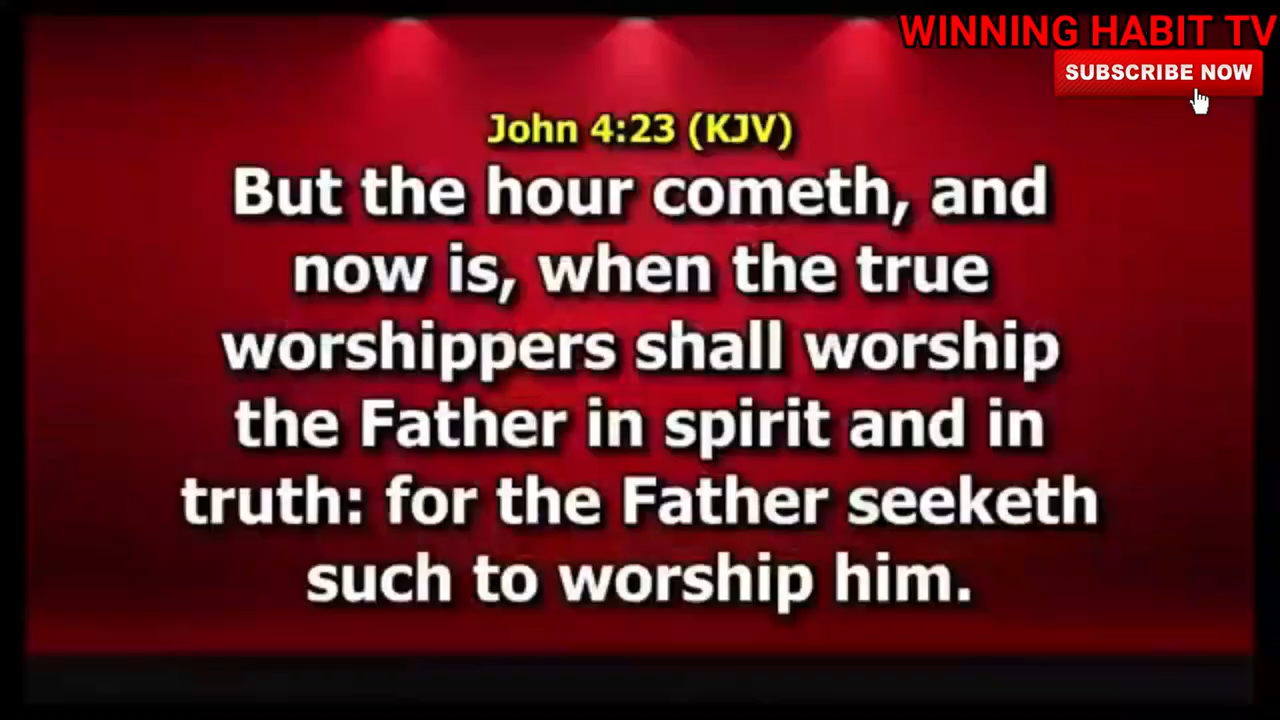 WINNING HABIT TV
SUBSCRIBE NOW
John 4:23 (KJV)
But the hour cometh, and
now is, when the true
worshippers shall worship
the Father in spirit and in
truth: for the Father seeketh
such to worship him.